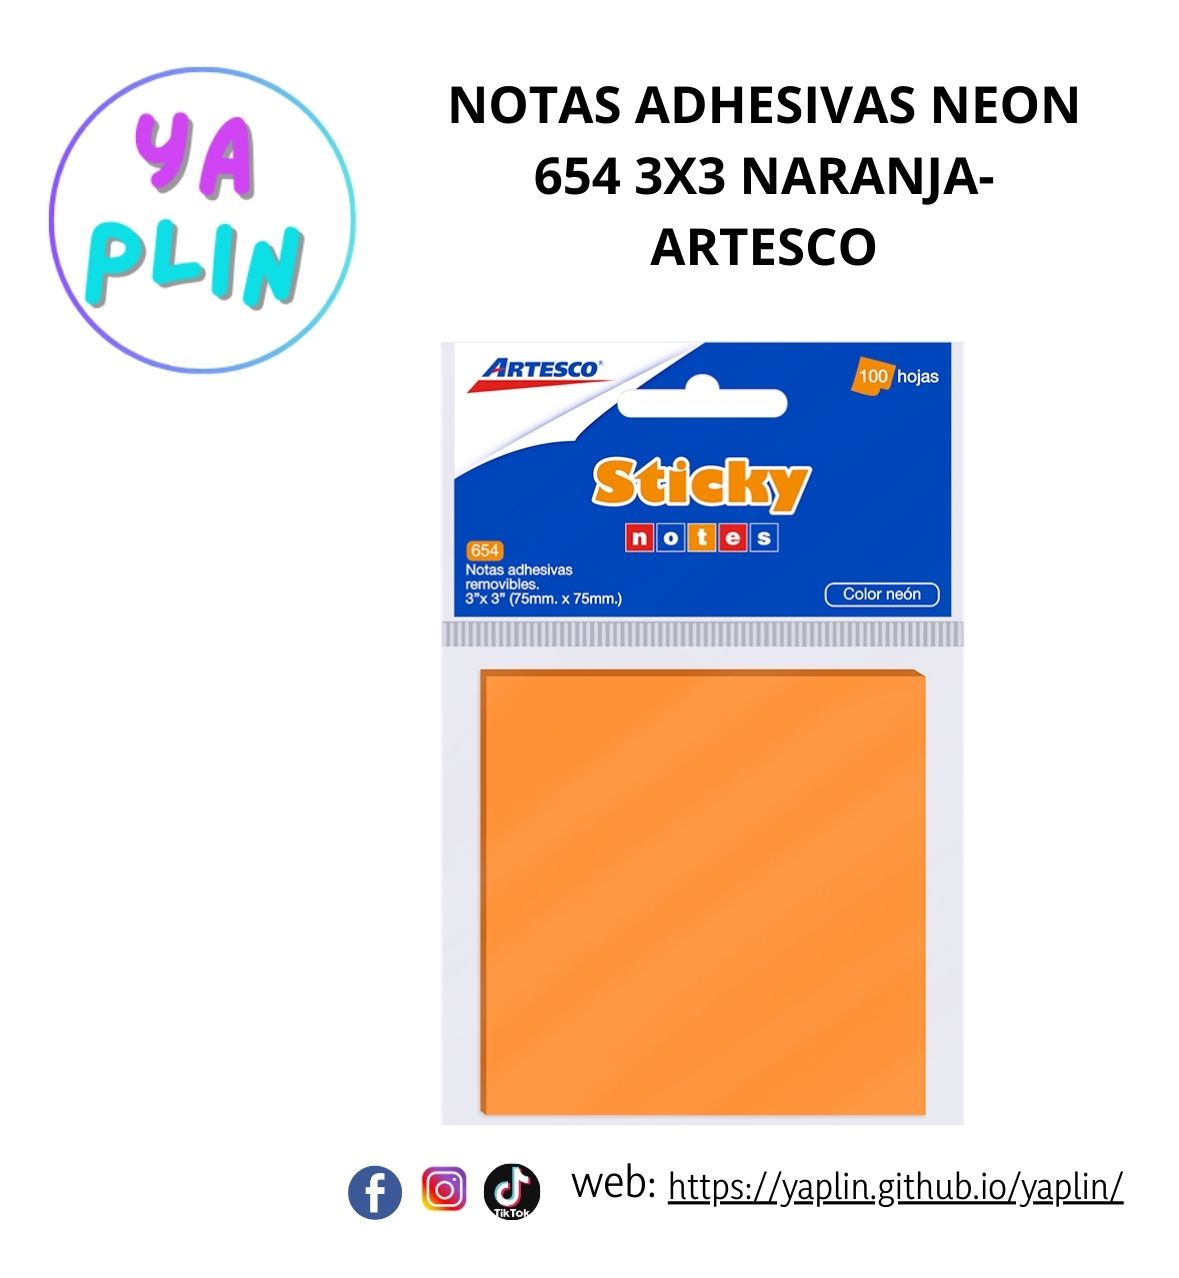 YA
PLIN
NOTAS ADHESIVAS NEON
654 3X3 NARANJA-
ARTESCO
ARTESCO®
100 hojas
Sticky
notes
654
Notas adhesivas
removibles.
3”x 3” (75mm. x 75mm.)
Color neón
TikTok
web: https://yaplin.github.io/yaplin/